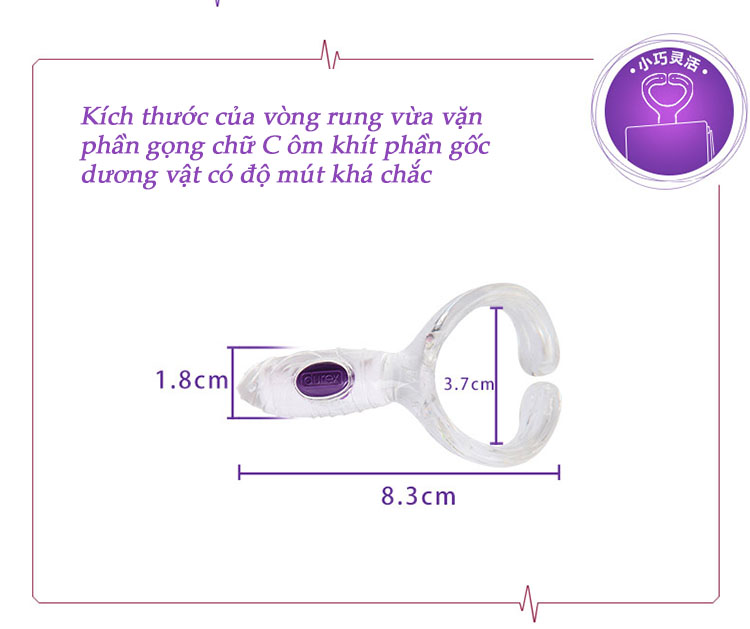 小巧灵活
Kích thước của vòng rung vừa vặn
phần gọng chữ C ôm khít phần gốc
dương vật có độ mút khá chắc
1.8cm
durex
3.7cm
8.3cm